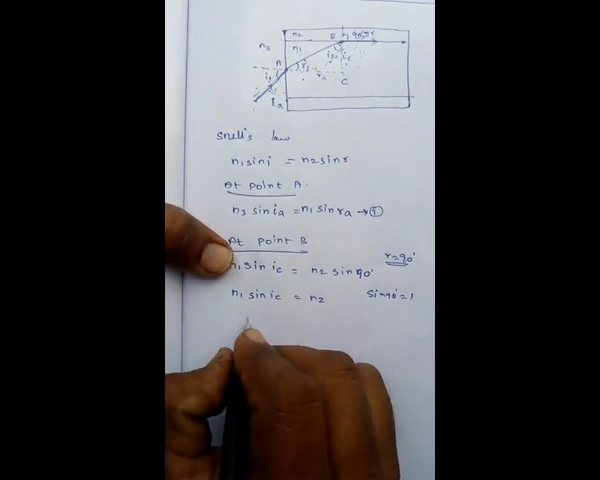 n2
B 90°=r
n3
n1
A
C
Snell's law
n1 sin i = n2 sin r
At point A.
n3 sin ia = n1 sin ra → ①
At point B
n1 sin ic = n2 sin 90° r = 90°
n1 sin ic = n2 sin 90° = 1